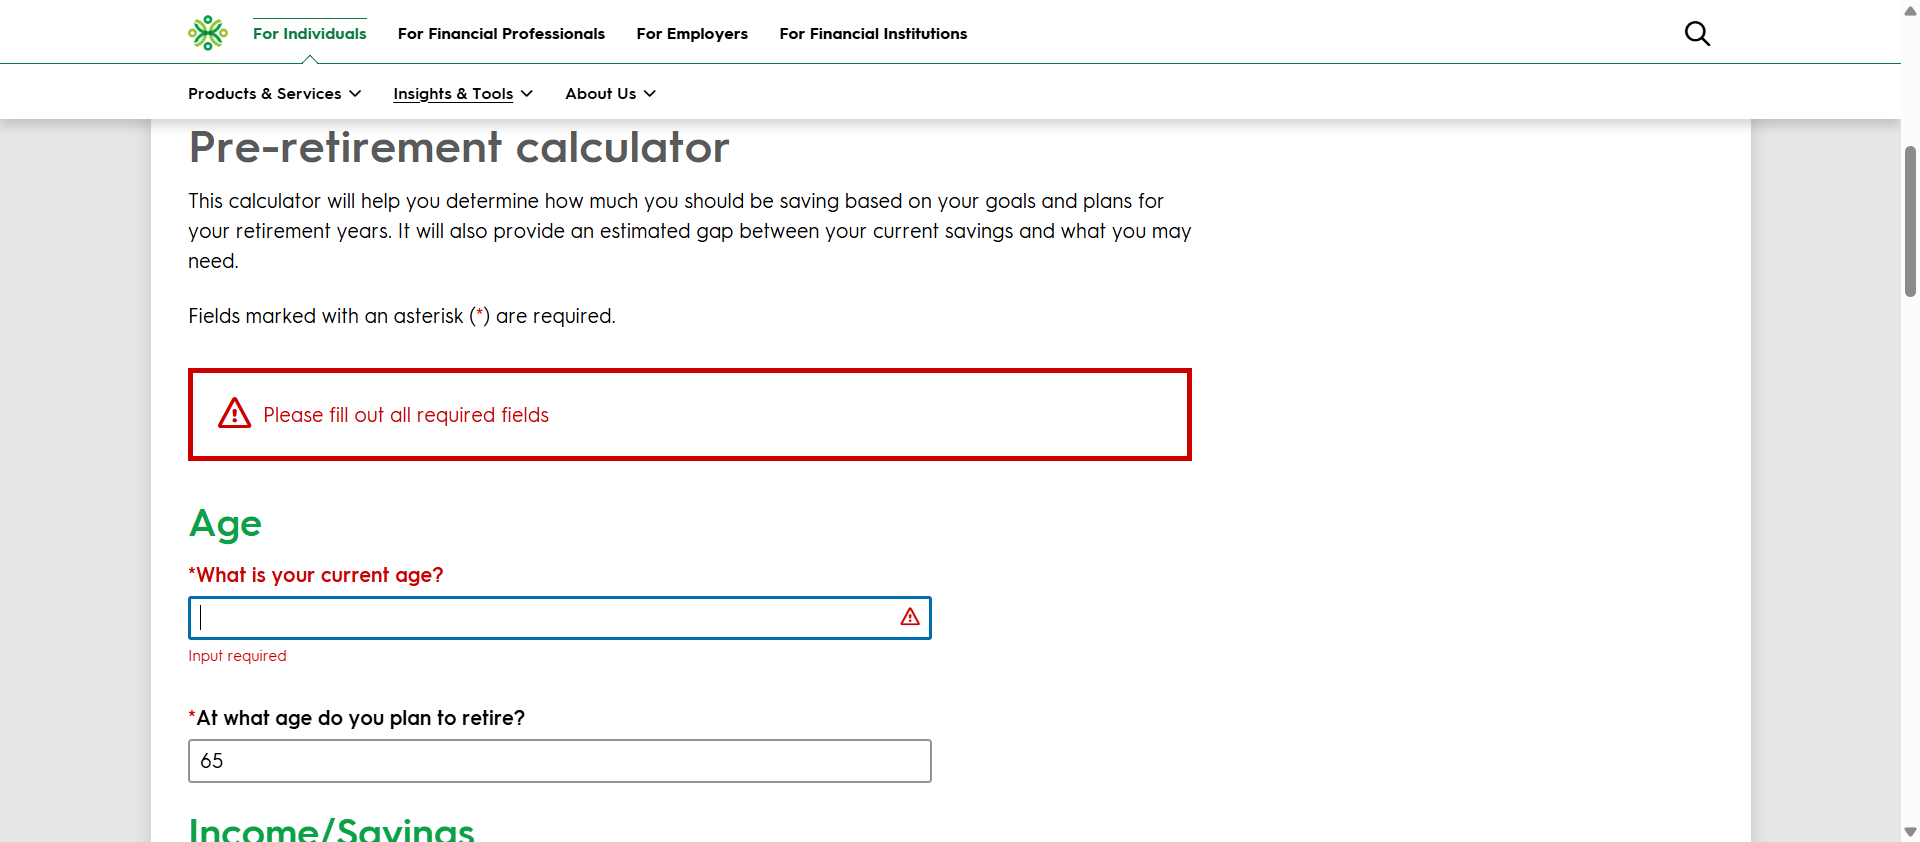 For Individuals For Financial Professionals For Employers For Financial Institutions
Products & Services Insights & Tools About Us
Pre-retirement calculator
This calculator will help you determine how much you should be saving based on your goals and plans for
your retirement years. It will also provide an estimated gap between your current savings and what you may
need.
Fields marked with an asterisk (*) are required.
Please fill out all required fields
Age
*What is your current age?
Input required
*At what age do you plan to retire?
65
Income/Savings